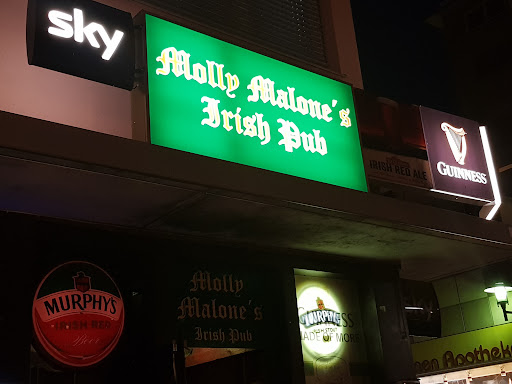 sky
Molly Malone's
Irish Pub
IRISH RED ALE
GUINNESS
MURPHY'S
IRISH RED
Beer
Molly
Malone's
Irish Pub
MADE OF MORE
Apotheke